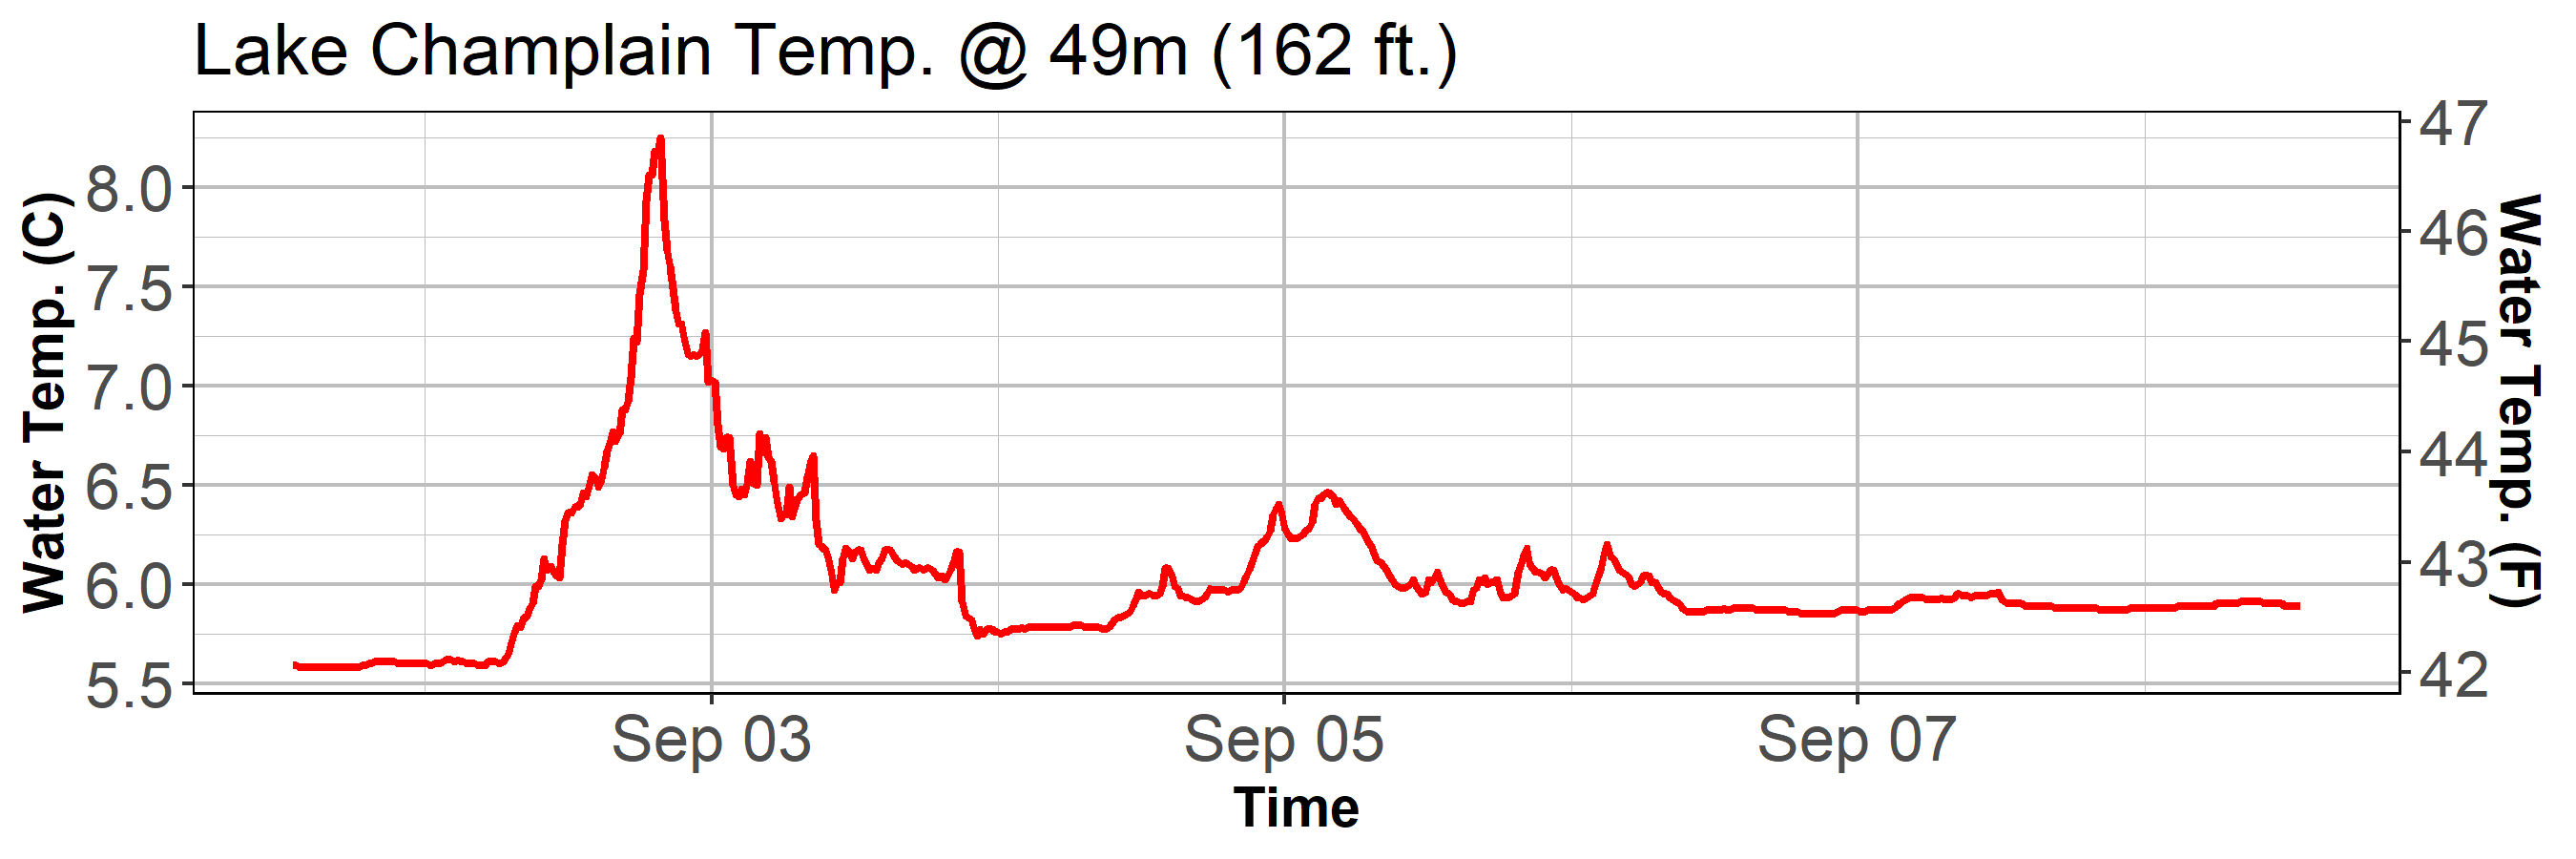 Lake Champlain Temp. @ 49m (162 ft.)
Water Temp. (C)
8.0
7.5
7.0
6.5
6.0
5.5
47
46
45
44
43
42
Water Temp. (F)
Sep 03 Sep 05 Sep 07
Time